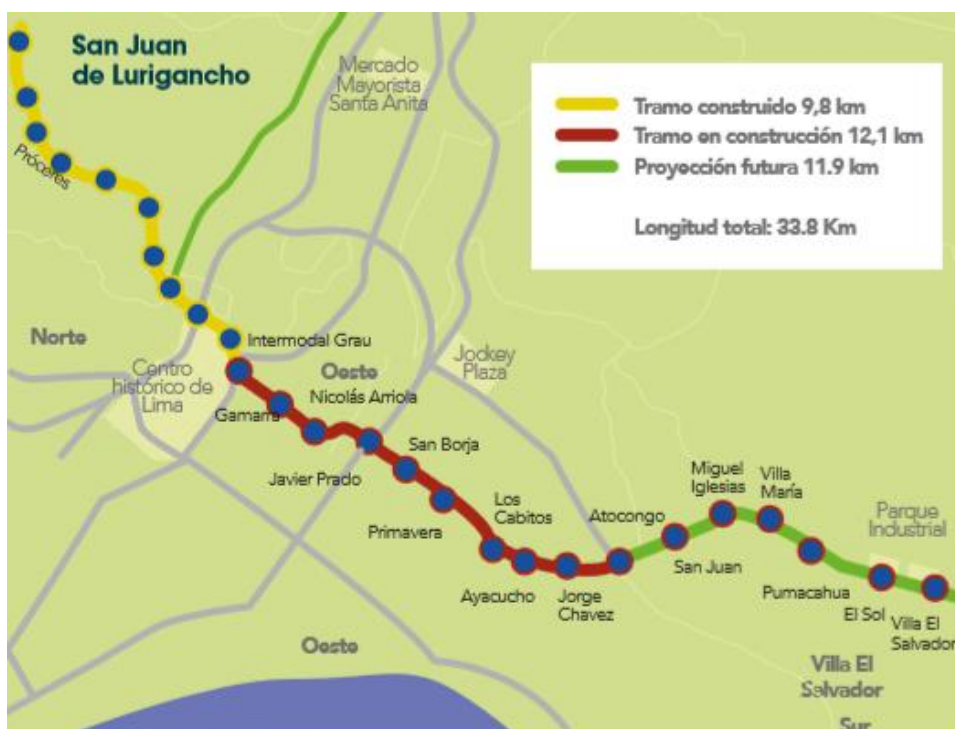 San Juan
de Lurigancho
Mercado
Mayorista
Santa Anita
Tramo construido 9,8 km
Tramo en construcción 12,1 km
Proyección futura 11.9 km
Longitud total: 33.8 Km
Próceres
Norte
Intermodal Grau
Centro
histórico de
Lima
Oeste
Jockey
Plaza
Gamarra
Nicolás Arriola
Javier Prado
San Borja
Primavera
Los
Cabitos
Ayacucho
Jorge
Chavez
Atocongo
San Juan
Miguel
Iglesias
Villa
María
Pumacahua
Parque
Industrial
El Sol
Villa El
Salvador
Oeste
Villa El
Salvador
Sur